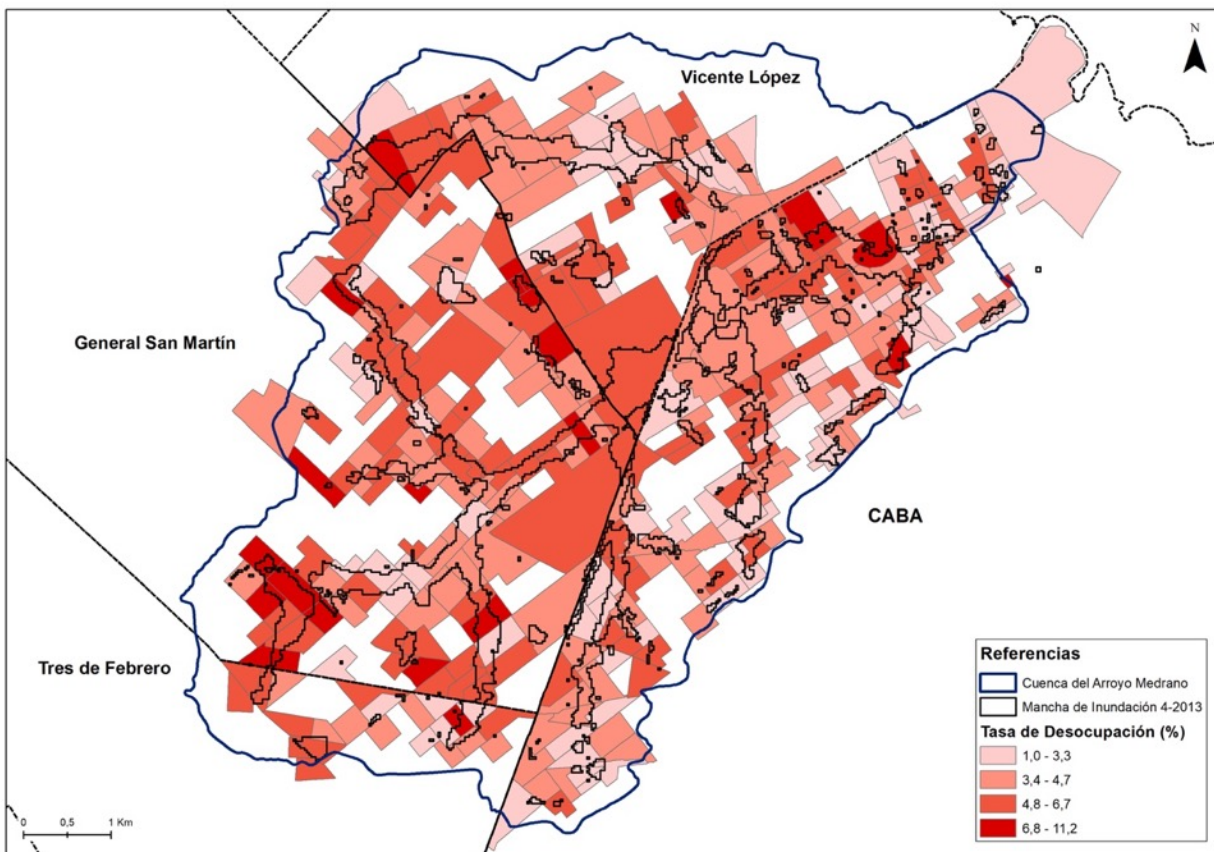 N
Vicente López
General San Martín
CABA
Tres de Febrero
Referencias
Cuenca del Arroyo Medrano
Mancha de Inundación 4-2013
Tasa de Desocupación (%)
1,0 - 3,3
3,4 - 4,7
4,8 - 6,7
6,8 - 11,2
0 0,5 1 Km